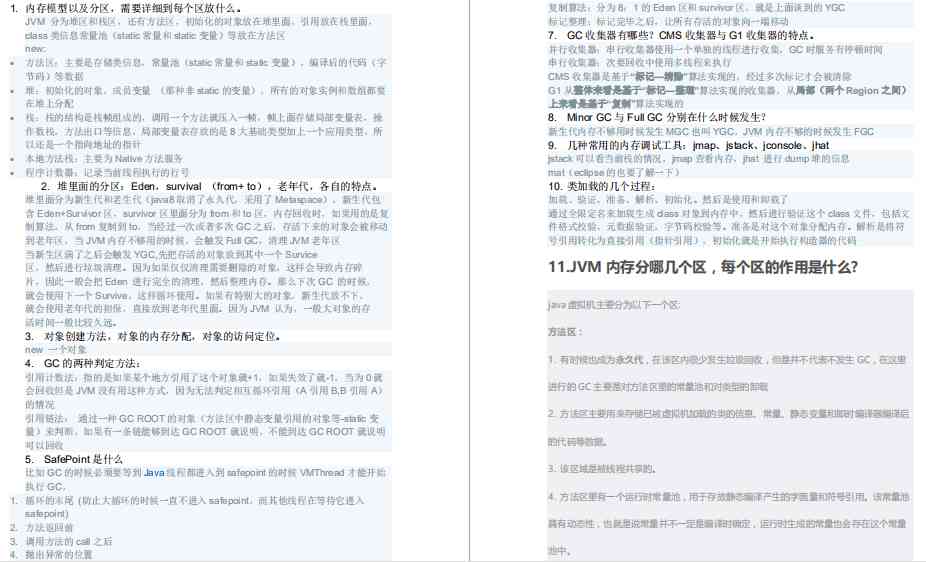 1. 内存模型以及分区，需要详细到每个区放什么。
JVM 分为堆区和栈区，还有方法区，初始化的对象放在堆里面，引用放在栈里面，
class 类信息常量池（static 常量和 static 变量）等放在方法区
new:
• 方法区：主要是存储类信息，常量池（static 常量和 static 变量），编译后的代码（字
节码）等数据
• 堆：初始化的对象，成员变量 （那种非 static 的变量），所有的对象实例和数组都要
在堆上分配
• 栈：栈的结构是栈帧组成的，调用一个方法就压入一帧，帧上面存储局部变量表，操
作数栈，方法出口等信息，局部变量表存放的是 8 大基础类型加上一个应用类型，所
以还是一个指向地址的指针
• 本地方法栈：主要为 Native 方法服务
• 程序计数器：记录当前线程执行的行号
2. 堆里面的分区：Eden，survival （from+ to），老年代，各自的特点。
堆里面分为新生代和老生代（java8 取消了永久代，采用了 Metaspace），新生代包
含 Eden+Survivor 区，survivor 区里面分为 from 和 to 区，内存回收时，如果用的是复
制算法，从 from 复制到 to，当经过一次或者多次 GC 之后，存活下来的对象会被移动
到老年区，当 JVM 内存不够用的时候，会触发 Full GC，清理 JVM 老年区
当新生区满了之后会触发 YGC,先把存活的对象放到其中一个 Survice
区，然后进行垃圾清理。因为如果仅仅清理需要删除的对象，这样会导致内存碎
片，因此一般会把 Eden 进行完全的清理，然后整理内存。那么下次 GC 的时候，
就会使用下一个 Survive，这样循环使用。如果有特别大的对象，新生代放不下，
就会使用老年代的担保，直接放到老年代里面。因为 JVM 认为，一般大对象的存
活时间一般比较久远。
3. 对象创建方法，对象的内存分配，对象的访问定位。
new 一个对象
4. GC 的两种判定方法：
引用计数法：指的是如果某个地方引用了这个对象就+1，如果失效了就-1，当为 0 就
会回收但是 JVM 没有用这种方式，因为无法判定相互循环引用（A 引用 B,B 引用 A）
的情况
引用链法： 通过一种 GC ROOT 的对象（方法区中静态变量引用的对象等-static 变
量）来判断，如果有一条链能够到达 GC ROOT 就说明，不能到达 GC ROOT 就说明
可以回收
5. SafePoint 是什么
比如 GC 的时候必须要等到 Java 线程都进入到 safepoint 的时候 VMThread 才能开始
执行 GC，
1. 循环的末尾 (防止大循环的时候一直不进入 safepoint，而其他线程在等待它进入
safepoint)
2. 方法返回前
3. 调用方法的 call 之后
4. 抛出异常的位置
复制算法：分为 8：1 的 Eden 区和 survivor 区，就是上面谈到的 YGC
标记整理：标记完毕之后，让所有存活的对象向一端移动
7. GC 收集器有哪些？CMS 收集器与 G1 收集器的特点。
并行收集器：串行收集器使用一个单独的线程进行收集，GC 时服务有停顿时间
串行收集器：次要回收中使用多线程来执行
CMS 收集器是基于“标记—清除”算法实现的，经过多次标记才会被清除
G1 从整体来看是基于“标记—整理”算法实现的收集器，从局部（两个 Region 之间）
上来看是基于“复制”算法实现的
8. Minor GC 与 Full GC 分别在什么时候发生？
新生代内存不够用时候发生 MGC 也叫 YGC，JVM 内存不够的时候发生 FGC
9. 几种常用的内存调试工具：jmap、jstack、jconsole、jhat
jstack 可以看当前栈的情况，jmap 查看内存，jhat 进行 dump 堆的信息
mat（eclipse 的也要了解一下）
10. 类加载的几个过程：
加载、验证、准备、解析、初始化。然后是使用和卸载了
通过全限定名来加载生成 class 对象到内存中，然后进行验证这个 class 文件，包括文
件格式校验、元数据验证，字节码校验等。准备是对这个对象分配内存。解析是将符
号引用转化为直接引用（指针引用），初始化就是开始执行构造器的代码
11.JVM 内存分哪几个区，每个区的作用是什么?
java 虚拟机主要分为以下一个区:
方法区：
1. 有时候也成为永久代，在该区内很少发生垃圾回收，但是并不代表不发生 GC，在这里
进行的 GC 主要是对方法区里的常量池和对类型的卸载
2. 方法区主要用来存储已被虚拟机加载的类的信息、常量、静态变量和即时编译器编译后
的代码等数据。
3. 该区域是被线程共享的。
4. 方法区里有一个运行时常量池，用于存放静态编译产生的字面量和符号引用。该常量池
具有动态性，也就是说常量并不一定是编译时确定，运行时生成的常量也会存在这个常量
池中。